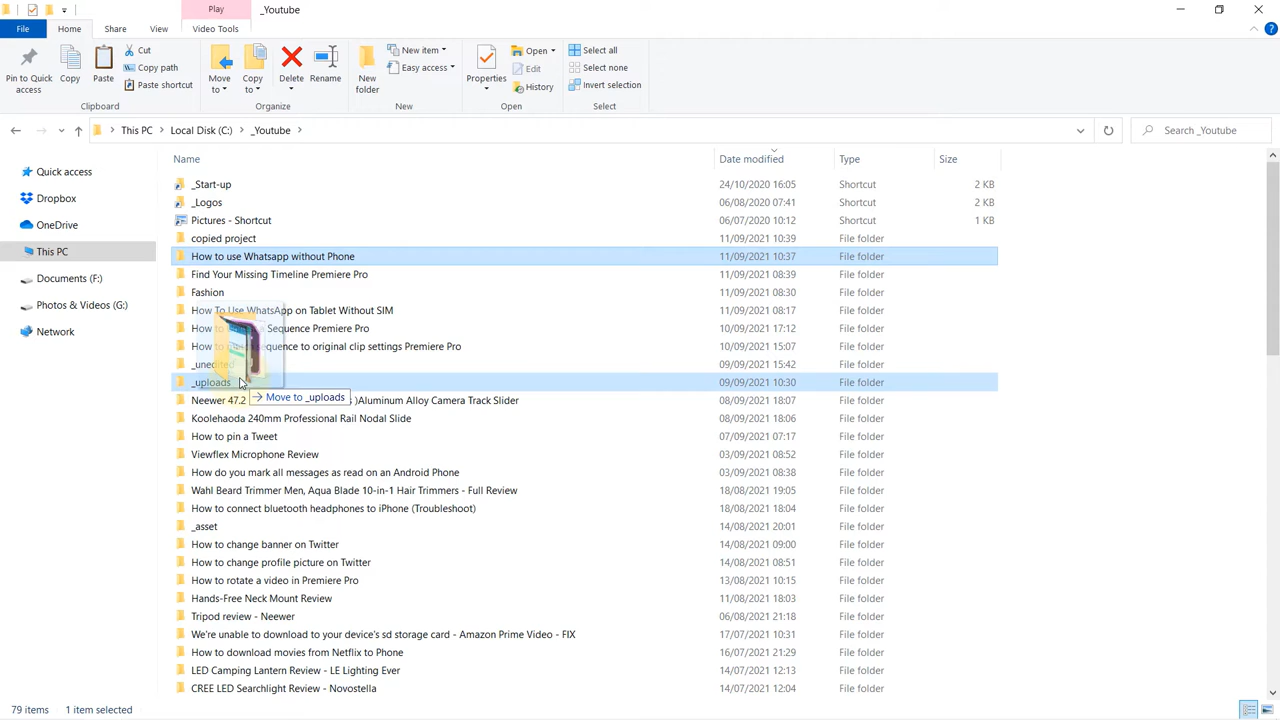 Play
_Youtube
File
Home
Share
View
Video Tools
Pin to Quick access
Copy
Paste
Cut
Copy path
Paste shortcut
Clipboard
Move to
Copy to
Delete
Rename
Organize
New folder
New item
Easy access
New
Properties
Open
Edit
History
Open
Select all
Select none
Invert selection
Select
This PC
Local Disk (C:)
_Youtube
Search _Youtube
Quick access
Dropbox
OneDrive
This PC
Documents (F:)
Photos & Videos (G:)
Network
Name Date modified Type Size
_Start-up 24/10/2020 16:05 Shortcut 2 KB
_Logos 06/08/2020 07:41 Shortcut 2 KB
Pictures - Shortcut 06/07/2020 10:12 Shortcut 1 KB
copied project 11/09/2021 10:39 File folder
How to use Whatsapp without Phone 11/09/2021 10:37 File folder
Find Your Missing Timeline Premiere Pro 11/09/2021 08:39 File folder
Fashion 11/09/2021 08:30 File folder
How To Use WhatsApp on Tablet Without SIM 11/09/2021 08:17 File folder
How to Sequence Premiere Pro 10/09/2021 17:12 File folder
How to sequence to original clip settings Premiere Pro 10/09/2021 15:07 File folder
_unedited 09/09/2021 15:42 File folder
_uploads 09/09/2021 10:30 File folder
Move to _uploads
Neewer 47.2 )Aluminum Alloy Camera Track Slider 08/09/2021 18:07 File folder
Koolehaoda 240mm Professional Rail Nodal Slide 08/09/2021 18:06 File folder
How to pin a Tweet 07/09/2021 07:17 File folder
Viewflex Microphone Review 03/09/2021 08:52 File folder
How do you mark all messages as read on an Android Phone 03/09/2021 08:38 File folder
Wahl Beard Trimmer Men, Aqua Blade 10-in-1 Hair Trimmers - Full Review 18/08/2021 19:05 File folder
How to connect bluetooth headphones to iPhone (Troubleshoot) 18/08/2021 18:04 File folder
_asset 14/08/2021 20:01 File folder
How to change banner on Twitter 14/08/2021 09:00 File folder
How to change profile picture on Twitter 14/08/2021 08:51 File folder
How to rotate a video in Premiere Pro 13/08/2021 10:15 File folder
Hands-Free Neck Mount Review 11/08/2021 18:03 File folder
Tripod review - Neewer 06/08/2021 21:18 File folder
We're unable to download to your device's sd storage card - Amazon Prime Video - FIX 17/07/2021 10:31 File folder
How to download movies from Netflix to Phone 16/07/2021 21:29 File folder
LED Camping Lantern Review - LE Lighting Ever 14/07/2021 12:13 File folder
CREE LED Searchlight Review - Novostella 14/07/2021 12:04 File folder
79 items
1 item selected